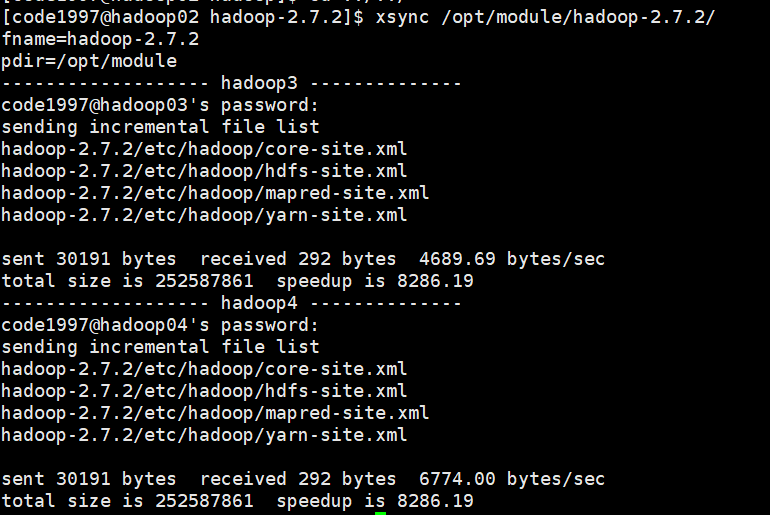 [code1997@hadoop02 hadoop-2.7.2]$ xsync /opt/module/hadoop-2.7.2/
fname=hadoop-2.7.2
pdir=/opt/module
------------------- hadoop3 --------------
code1997@hadoop03's password:
sending incremental file list
hadoop-2.7.2/etc/hadoop/core-site.xml
hadoop-2.7.2/etc/hadoop/hdfs-site.xml
hadoop-2.7.2/etc/hadoop/mapred-site.xml
hadoop-2.7.2/etc/hadoop/yarn-site.xml
sent 30191 bytes  received 292 bytes  4689.69 bytes/sec
total size is 252587861  speedup is 8286.19
------------------- hadoop4 --------------
code1997@hadoop04's password:
sending incremental file list
hadoop-2.7.2/etc/hadoop/core-site.xml
hadoop-2.7.2/etc/hadoop/hdfs-site.xml
hadoop-2.7.2/etc/hadoop/mapred-site.xml
hadoop-2.7.2/etc/hadoop/yarn-site.xml
sent 30191 bytes  received 292 bytes  6774.00 bytes/sec
total size is 252587861  speedup is 8286.19